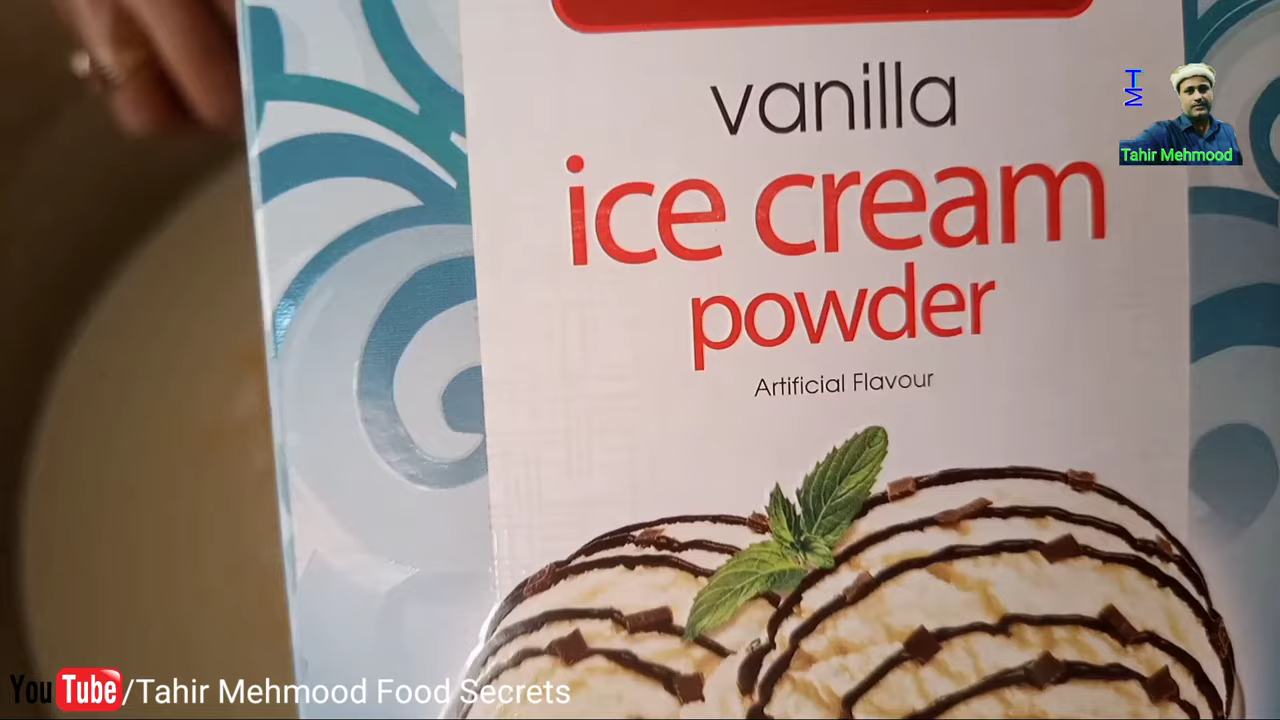 vanilla
ice cream
powder
Artificial Flavour
TM
Tahir Mehmood
YouTube/Tahir Mehmood Food Secrets